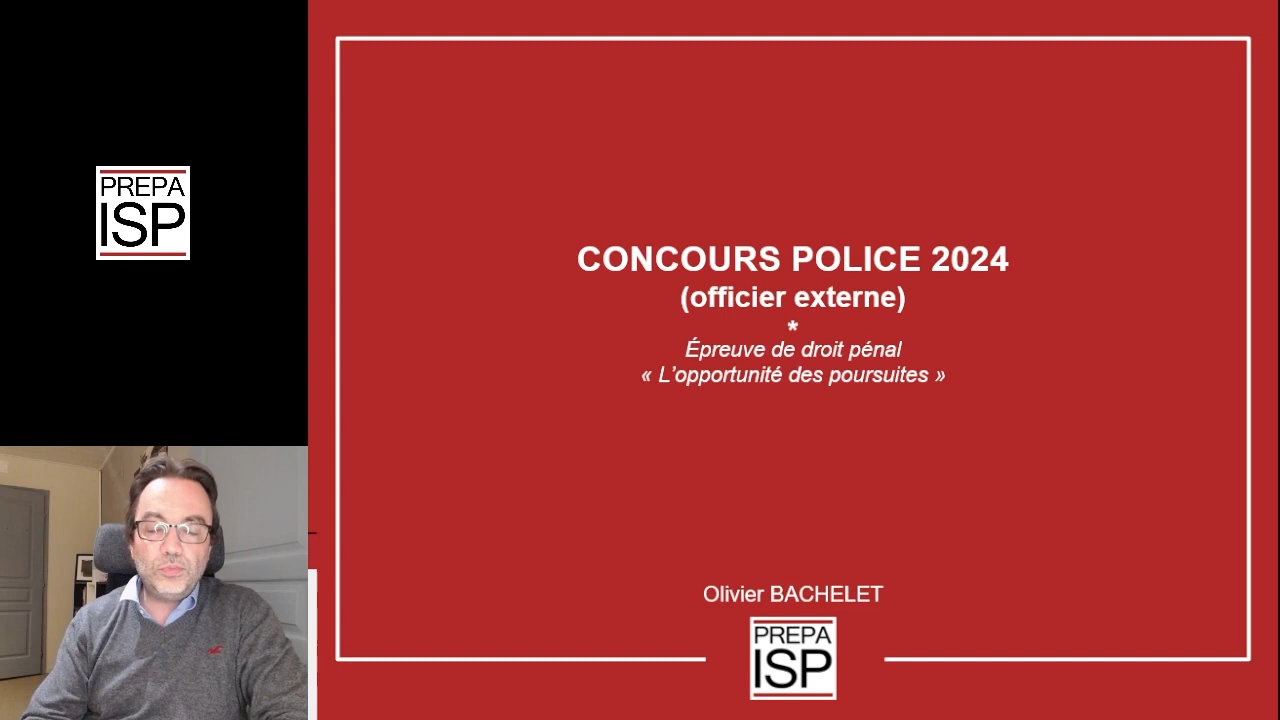 PREPA
ISP
CONCOURS POLICE 2024
(officier externe)
*
Épreuve de droit pénal
« L'opportunité des poursuites »
Olivier BACHELET
PREPA
ISP